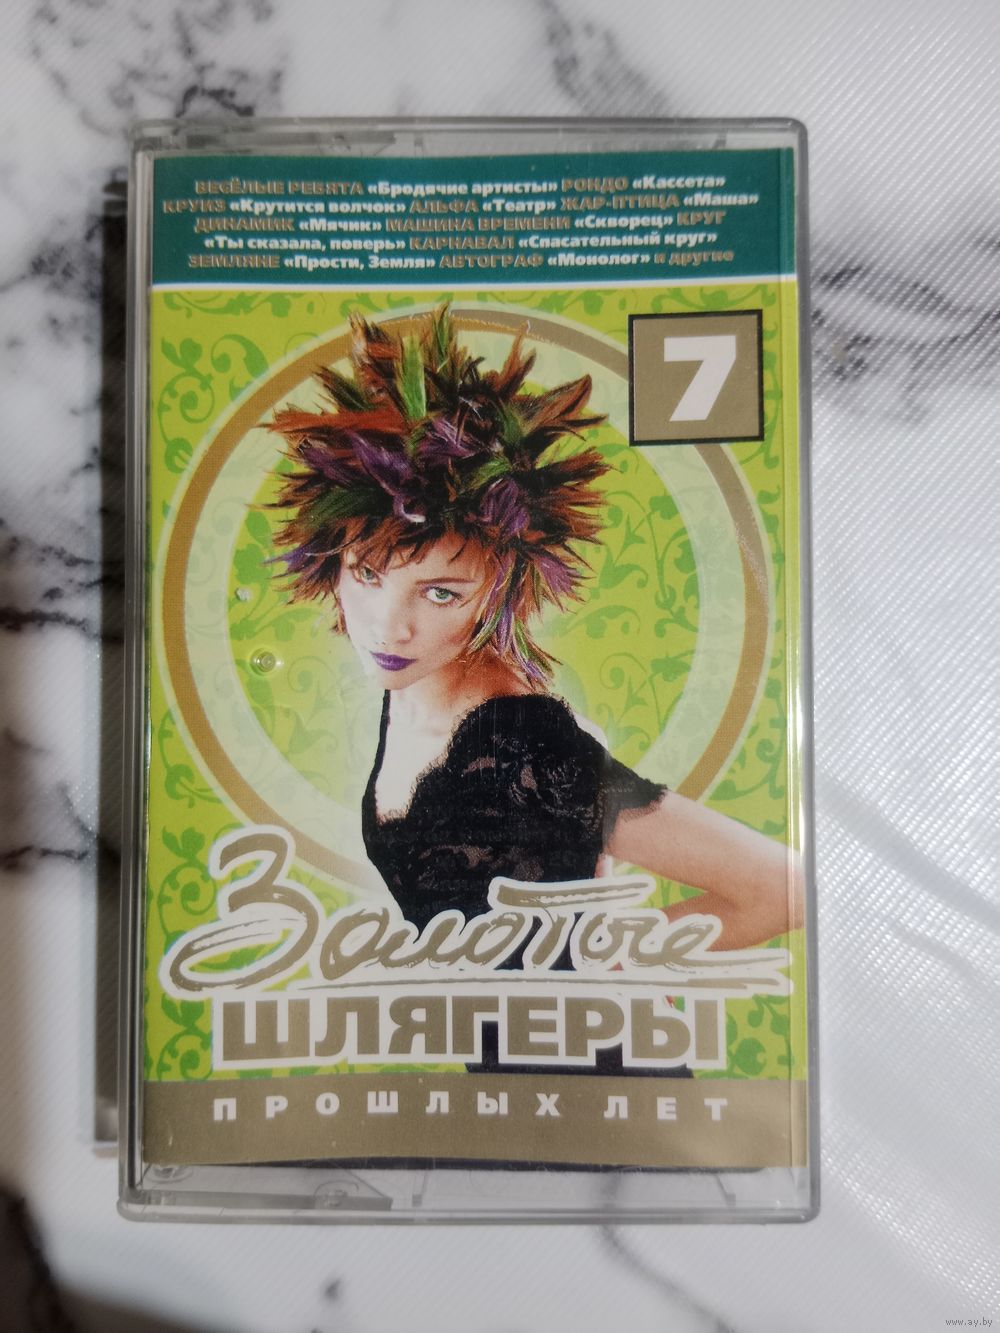 ВЕСЁЛЫЕ РЕБЯТА «Бродячие артисты» РОНДО «Кассета»
КРУИЗ «Крутится волчок» АЛЬФА «Театр» ЖАР-ПТИЦА «Маша»
ДИНАМИК «Мячик» МАШИНА ВРЕМЕНИ «Скворец» КРУГ
«Ты сказала, поверь» КАРНАВАЛ «Спасательный круг»
ЗЕМЛЯНЕ «Прости, Земля» АВТОГРАФ «Монолог» и другие
7
Золотые
ШЛЯГЕРЫ
ПРОШЛЫХ ЛЕТ
www.ay.by